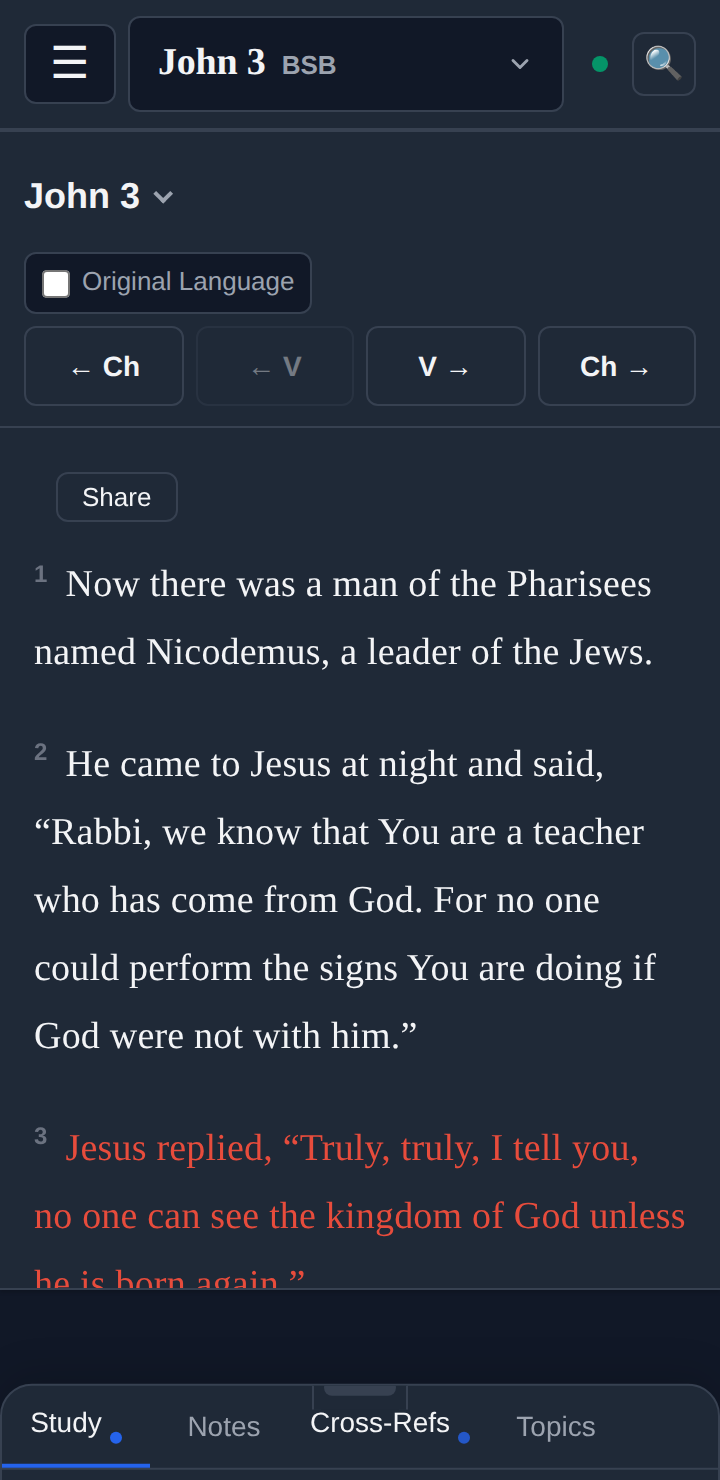 ☰ John 3 BSB
John 3
Original Language
← Ch ← V V → Ch →
Share
1 Now there was a man of the Pharisees
named Nicodemus, a leader of the Jews.
2 He came to Jesus at night and said,
“Rabbi, we know that You are a teacher
who has come from God. For no one
could perform the signs You are doing if
God were not with him.”
3 Jesus replied, “Truly, truly, I tell you,
no one can see the kingdom of God unless
he is born again.”
Study Notes Cross-Refs Topics